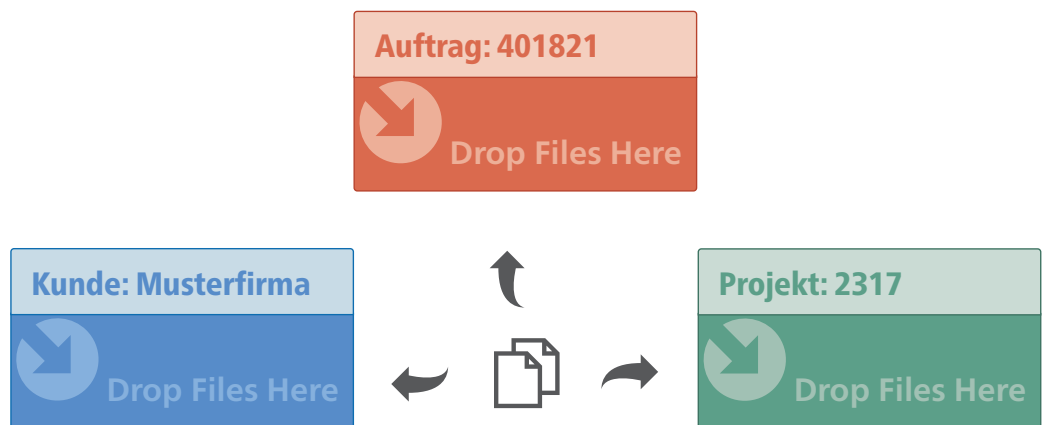 Auftrag: 401821
Drop Files Here
Kunde: Musterfirma
Drop Files Here
Projekt: 2317
Drop Files Here